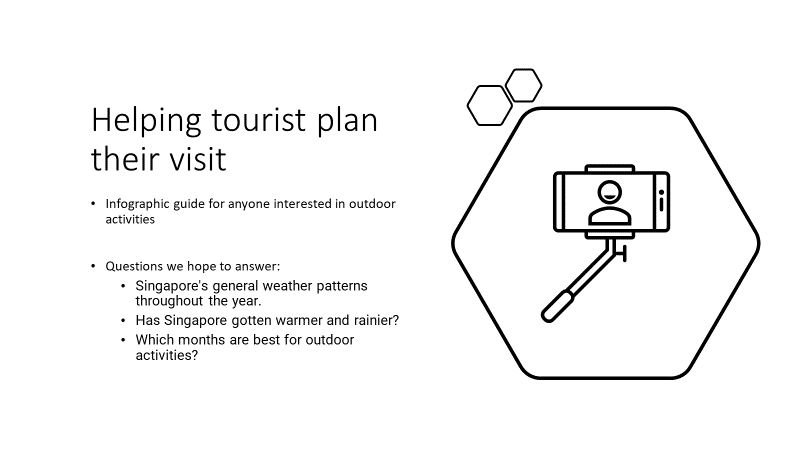 Helping tourist plan
their visit
• Infographic guide for anyone interested in outdoor
activities
• Questions we hope to answer:
• Singapore's general weather patterns
throughout the year.
• Has Singapore gotten warmer and rainier?
• Which months are best for outdoor
activities?